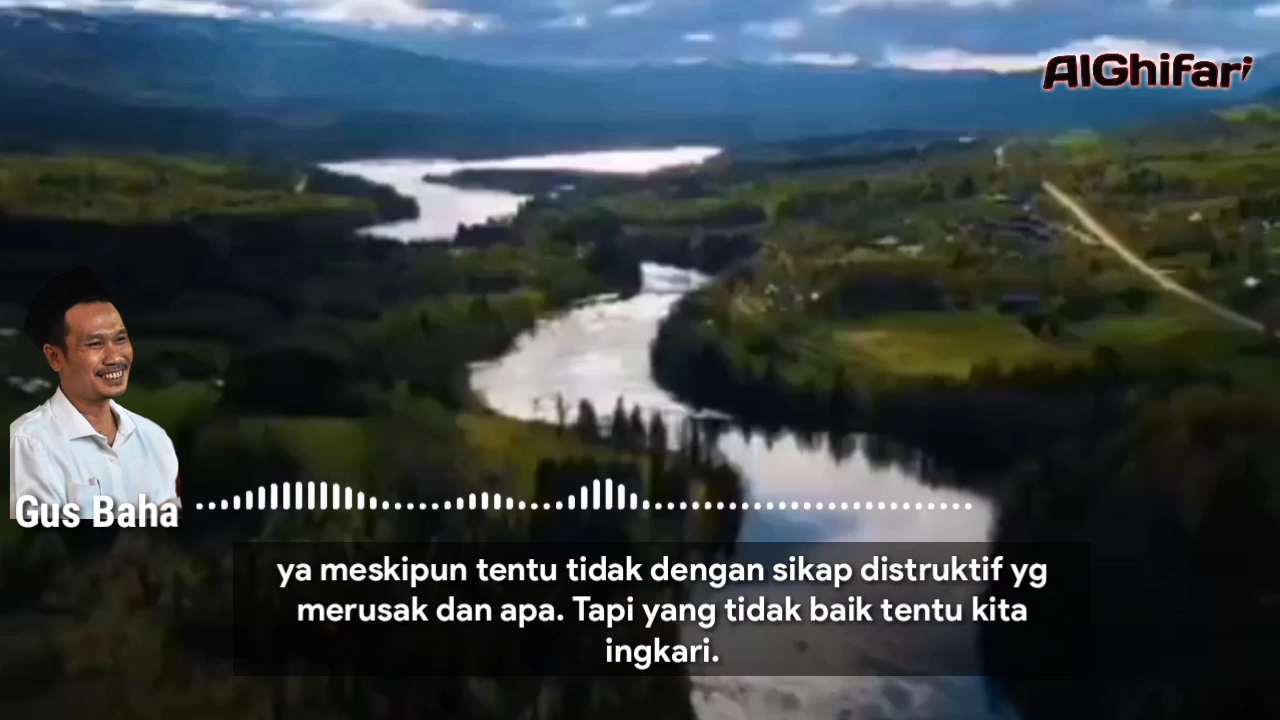 AlGhifari
Gus Baha
ya meskipun tentu tidak dengan sikap distruktif yg
merusak dan apa. Tapi yang tidak baik tentu kita
ingkari.